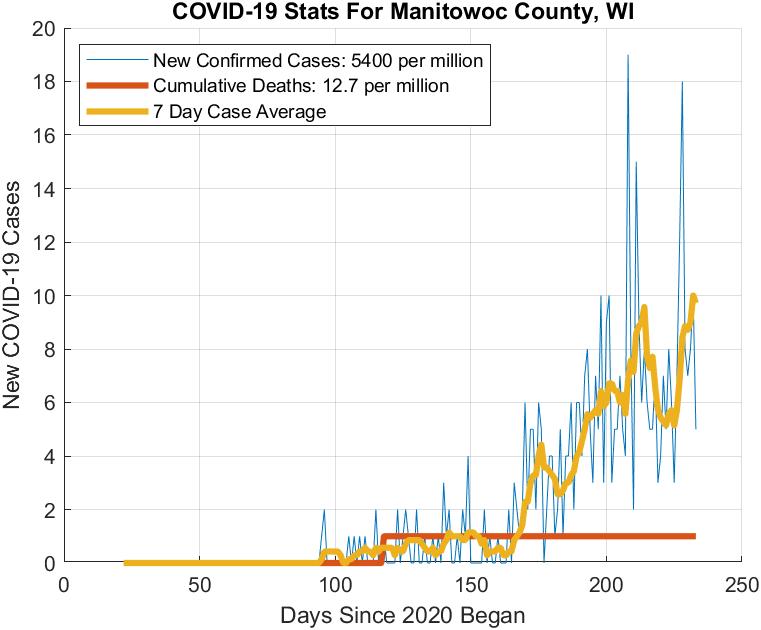 COVID-19 Stats For Manitowoc County, WI
New Confirmed Cases: 5400 per million
Cumulative Deaths: 12.7 per million
7 Day Case Average
New COVID-19 Cases
20
18
16
14
12
10
8
6
4
2
0
0 50 100 150 200 250
Days Since 2020 Began